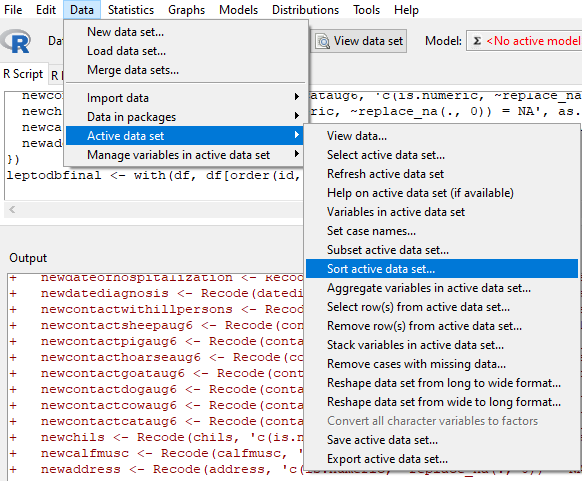 File Edit Data Statistics Graphs Models Distributions Tools Help
R Da View data set Model: Σ <No active model
New data set...
Load data set...
Merge data sets...
Import data
Data in packages
Active data set
Manage variables in active data set
R Script R
newcon ataug6, 'c(is.numeric, ~replace_na
newch ric, ~replace_na(., 0)) = NA', as.
newca
newad
})
leptodbfinal <- with(df, df[order(id,
View data...
Select active data set...
Refresh active data set
Help on active data set (if available)
Variables in active data set
Set case names...
Subset active data set...
Sort active data set...
Aggregate variables in active data set...
Select row(s) from active data set...
Remove row(s) from active data set...
Stack variables in active data set...
Remove cases with missing data...
Reshape data set from long to wide format...
Reshape data set from wide to long format...
Convert all character variables to factors
Save active data set...
Export active data set...
Output
+ newdateofhospitalization <- Recod
+ newdatediagnosis <- Recode(datedi
+ newcontactwithillpersons <- Recod
+ newcontactsheepaug6 <- Recode(con
+ newcontactpigaug6 <- Recode(conta
+ newcontacthoarseaug6 <- Recode(co
+ newcontactgoataug6 <- Recode(cont
+ newcontactdogaug6 <- Recode(conta
+ newcontactcowaug6 <- Recode(conta
+ newcontactcataug6 <- Recode(conta
+ newchils <- Recode(chils, 'c(is.n
+ newcalfmusc <- Recode(calfmusc, '
+ newaddress <- Recode(address, 'c(is.numeric, ~replace_na(., 0)) = NA